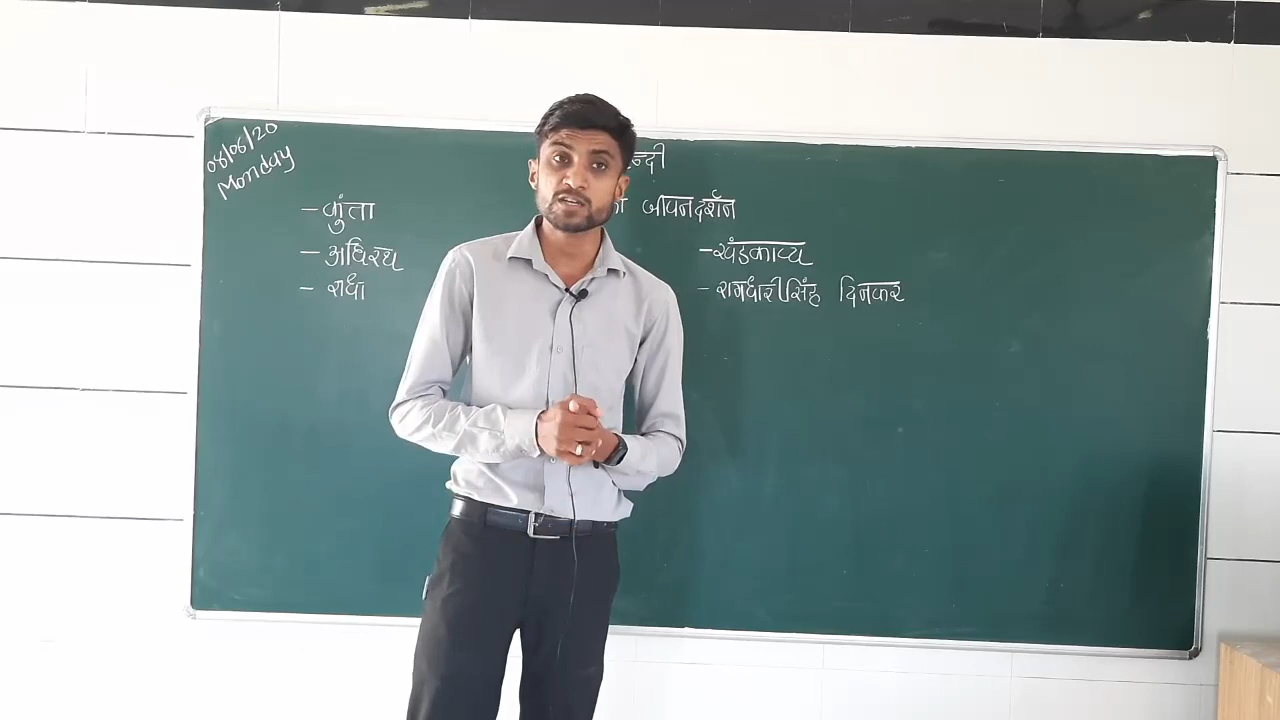 08/06/20
Monday
न्दी
जीवनदर्शन
- कुंता
- अधिरथ
- राधा
- खंडकाव्य
- रामधारीसिंह दिनकर